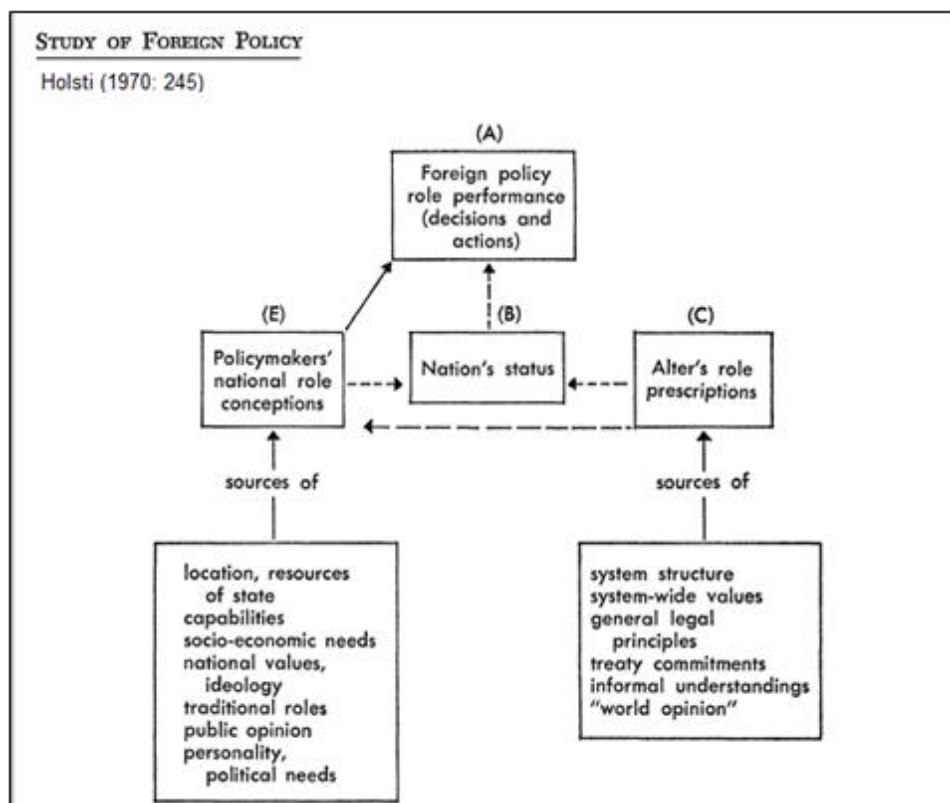 STUDY OF FOREIGN POLICY
Holsti (1970: 245)
(A)
Foreign policy
role performance
(decisions and
actions)
(E)
(B)
(C)
Policymakers'
national role
conceptions
Nation's status
Alter's role
prescriptions
sources of
sources of
location, resources
of state
capabilities
socio-economic needs
national values,
ideology
traditional roles
public opinion
personality,
political needs
system structure
system-wide values
general legal
principles
treaty commitments
informal understandings
"world opinion"